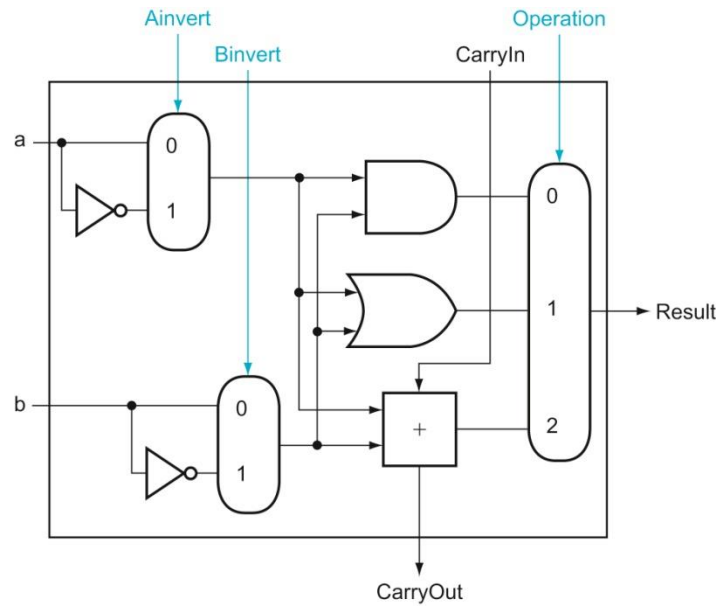 Ainvert
Operation
Binvert
CarryIn
a
0
1
0
1
Result
b
0
1
+
2
CarryOut